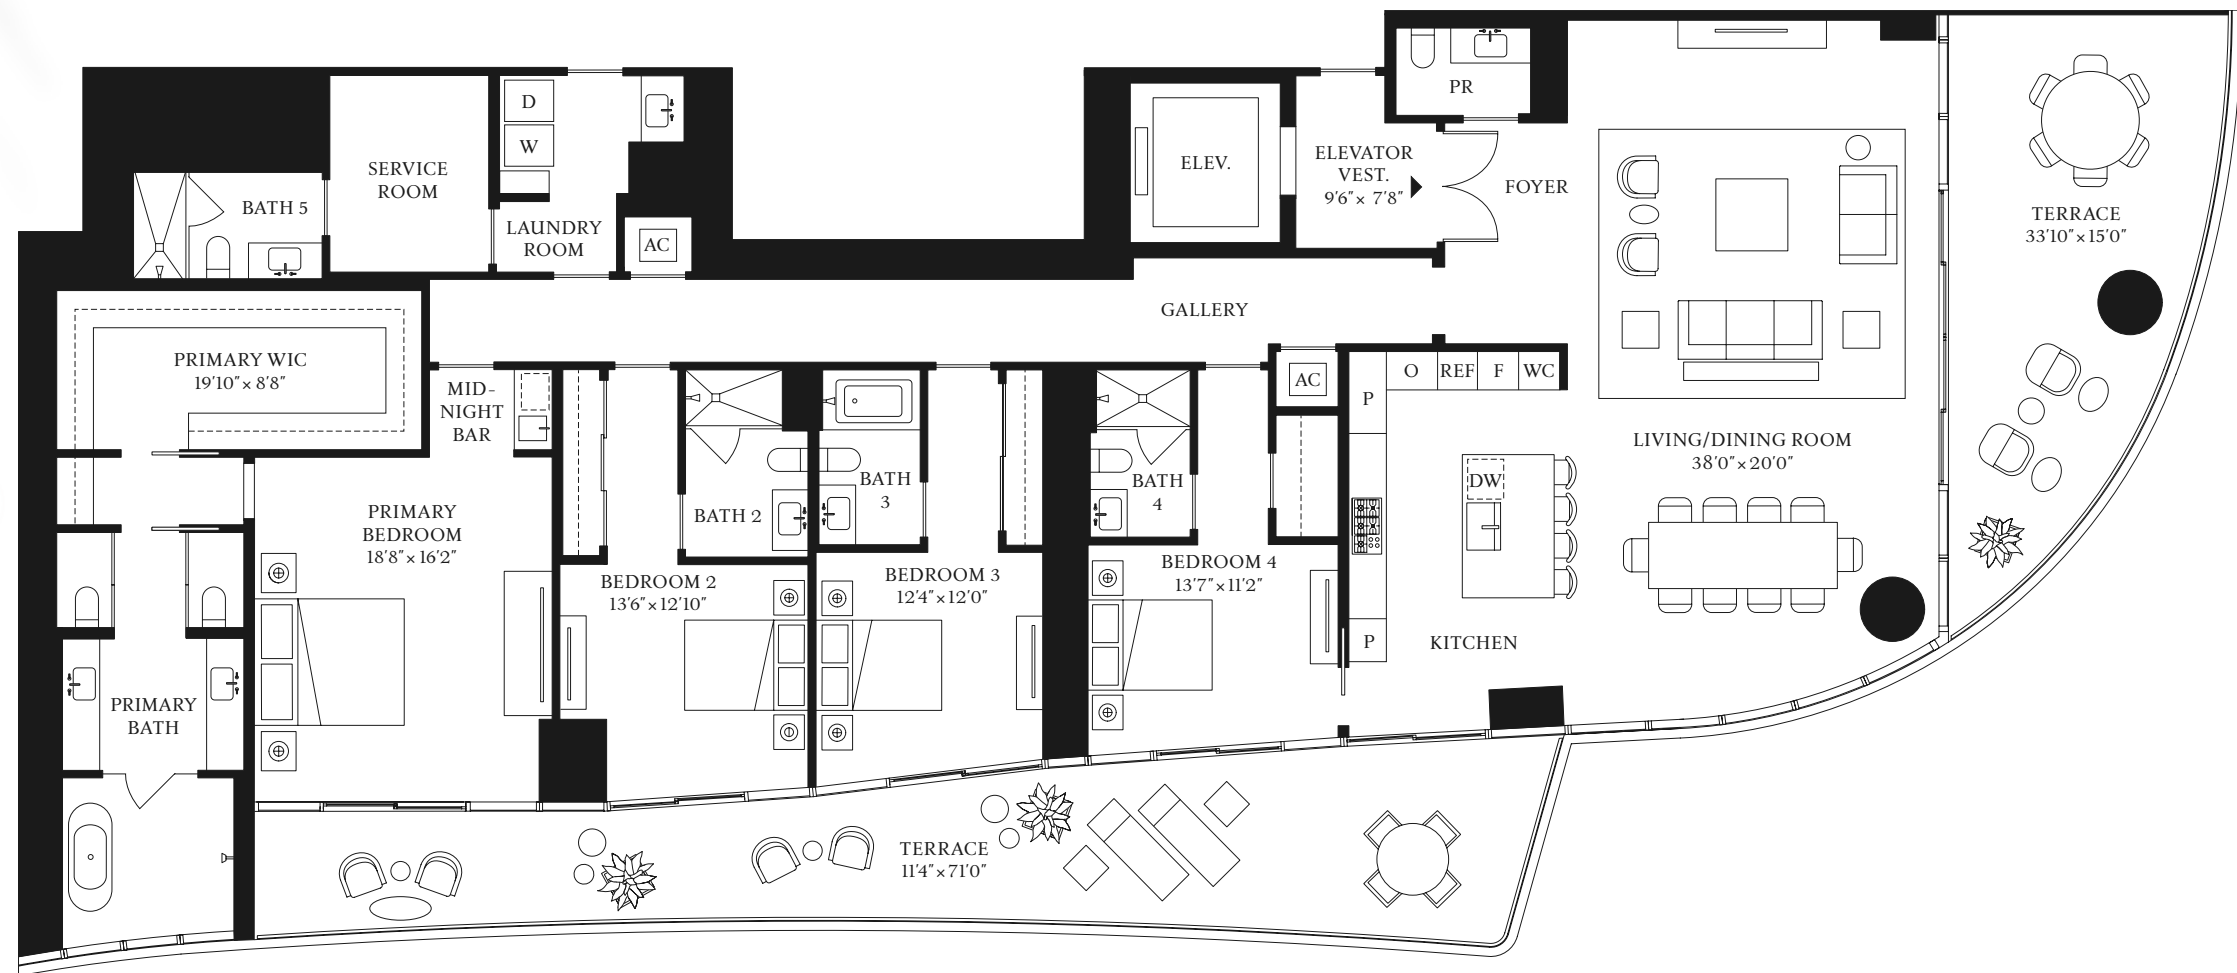 PR
D
W
SERVICE
ROOM
BATH 5
LAUNDRY
ROOM
AC
ELEV.
ELEVATOR
VEST.
9'6" × 7'8"
FOYER
TERRACE
33'10" × 15'0"
GALLERY
PRIMARY WIC
19'10" × 8'8"
MID-
NIGHT
BAR
AC
P
O
REF
F
WC
LIVING/DINING ROOM
38'0" × 20'0"
DW
BATH
3
BATH
4
BATH 2
PRIMARY
BEDROOM
18'8" × 16'2"
BEDROOM 2
13'6" × 12'10"
BEDROOM 3
12'4" × 12'0"
BEDROOM 4
13'7" × 11'2"
P
KITCHEN
PRIMARY
BATH
TERRACE
11'4" × 71'0"